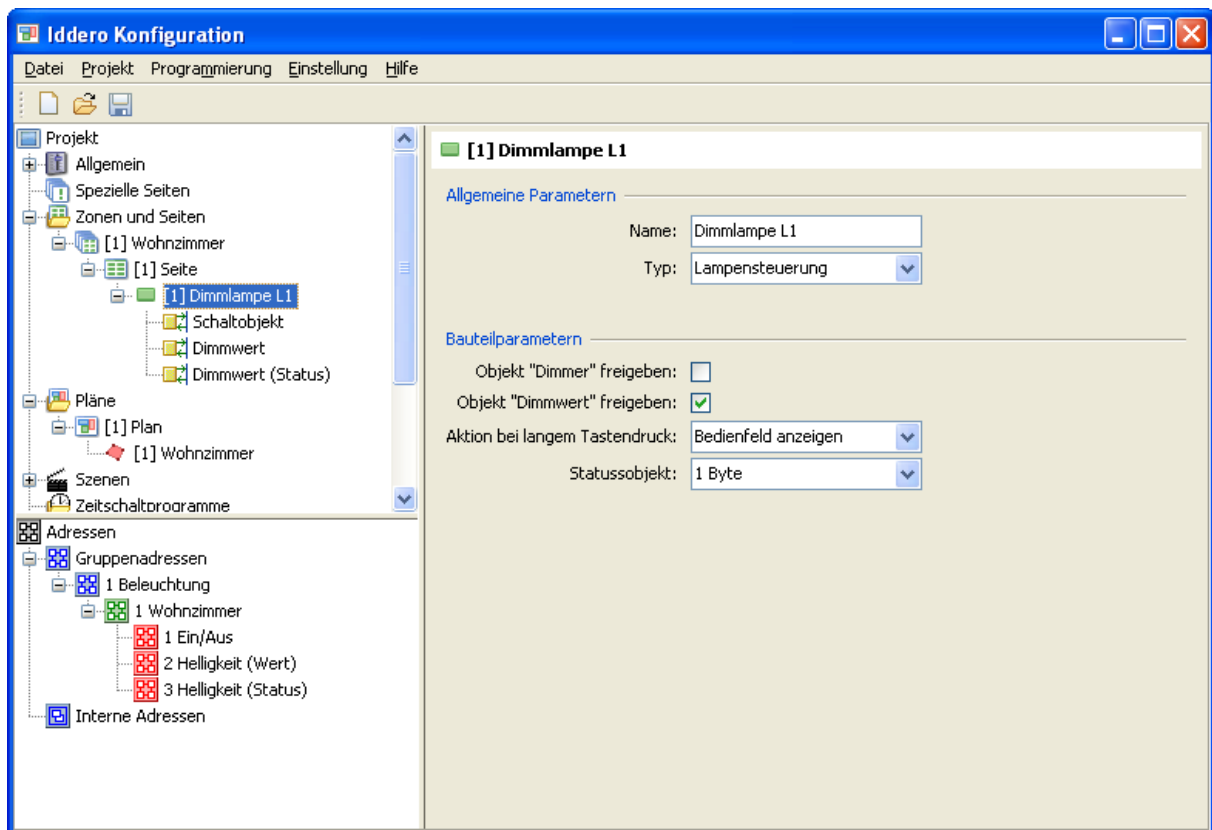 Iddero Konfiguration
Datei Projekt Programmierung Einstellung Hilfe
Projekt
Allgemein
Spezielle Seiten
Zonen und Seiten
[1] Wohnzimmer
[1] Seite
[1] Dimmlampe L1
Schaltobjekt
Dimmwert
Dimmwert (Status)
Pläne
[1] Plan
[1] Wohnzimmer
Szenen
Zeitschaltprogramme
Adressen
Gruppenadressen
1 Beleuchtung
1 Wohnzimmer
1 Ein/Aus
2 Helligkeit (Wert)
3 Helligkeit (Status)
Interne Adressen
[1] Dimmlampe L1
Allgemeine Parametern
Name: Dimmlampe L1
Typ: Lampensteuerung
Bauteilparametern
Objekt "Dimmer" freigeben:
Objekt "Dimmwert" freigeben:
Aktion bei langem Tastendruck: Bedienfeld anzeigen
Statussobjekt: 1 Byte